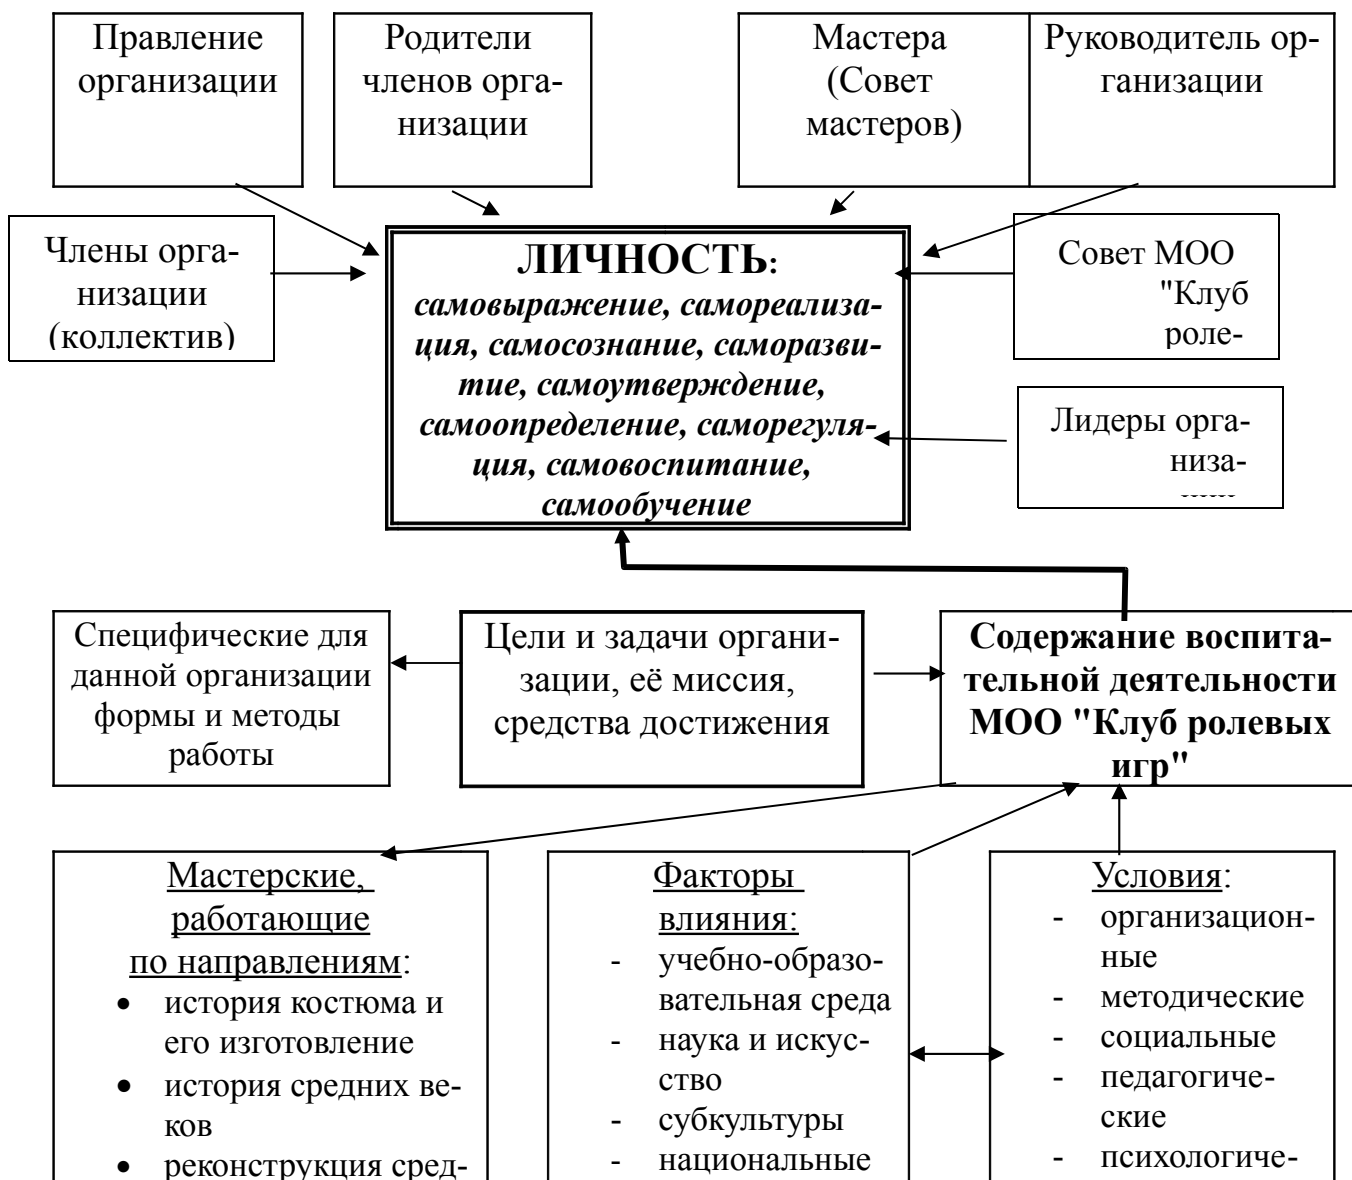 Правление
организации
Родители
членов орга-
низации
Мастера
(Совет
мастеров)
Руководитель ор-
ганизации
Члены орга-
низации
(коллектив)
ЛИЧНОСТЬ:
самовыражение, самореализа-
ция, самосознание, саморазви-
тие, самоутверждение,
самоопределение, саморегуля-
ция, самовоспитание,
самообучение
Совет МОО
"Клуб
роле-
Лидеры орга-
низа-
Специфические для
данной организации
формы и методы
работы
Цели и задачи органи-
зации, её миссия,
средства достижения
Содержание воспита-
тельной деятельности
МОО "Клуб ролевых
игр"
Мастерские,
работающие
по направлениям:
• история костюма и
его изготовление
• история средних ве-
ков
• реконструкция сред-
Факторы
влияния:
- учебно-образо-
вательная среда
- наука и искус-
ство
- субкультуры
- национальные
Условия:
- организацион-
ные
- методические
- социальные
- педагогиче-
ские
- психологиче-